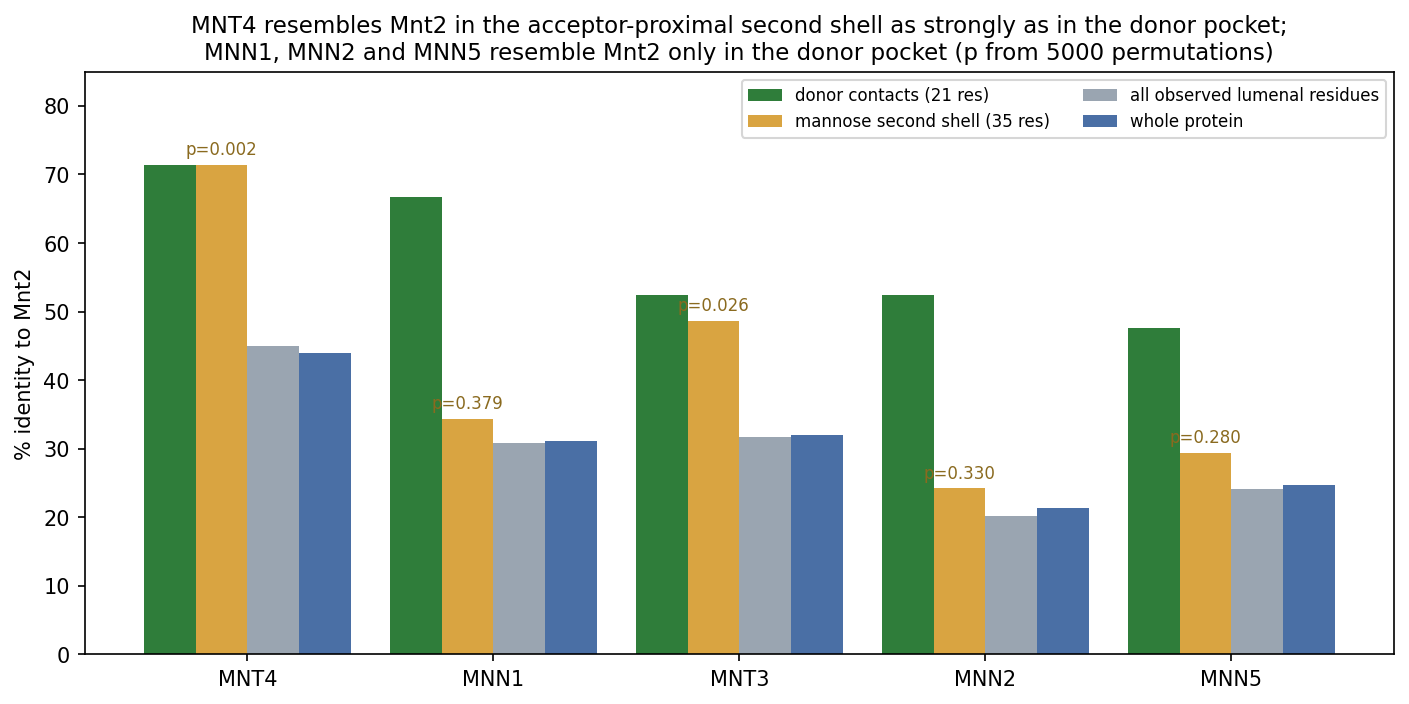 MNT4 resembles Mnt2 in the acceptor-proximal second shell as strongly as in the donor pocket;
MNN1, MNN2 and MNN5 resemble Mnt2 only in the donor pocket (p from 5000 permutations)
donor contacts (21 res)
mannose second shell (35 res)
all observed lumenal residues
whole protein
% identity to Mnt2
80
70
60
50
40
30
20
10
0
p=0.002
p=0.379
p=0.026
p=0.330
p=0.280
MNT4
MNN1
MNT3
MNN2
MNN5